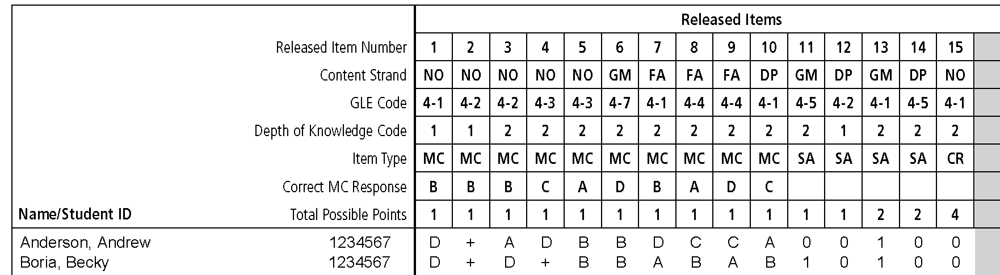 Released Items
Released Item Number 1 2 3 4 5 6 7 8 9 10 11 12 13 14 15
Content Strand NO NO NO NO NO GM FA FA FA DP GM DP GM DP NO
GLE Code 4-1 4-2 4-2 4-3 4-3 4-7 4-1 4-4 4-4 4-1 4-5 4-2 4-1 4-5 4-1
Depth of Knowledge Code 1 1 2 2 2 2 2 2 2 2 2 1 2 2 2
Item Type MC MC MC MC MC MC MC MC MC MC SA SA SA SA CR
Correct MC Response B B B C A D B A D C
Name/Student ID Total Possible Points 1 1 1 1 1 1 1 1 1 1 1 1 2 2 4
Anderson, Andrew 1234567 D + A D B B D C C A 0 0 1 0 0
Boria, Becky 1234567 D + D + B B A B A B 1 0 1 0 0